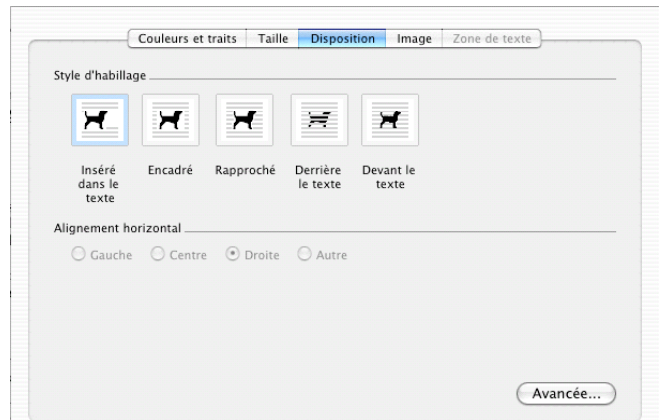 Couleurs et traits Taille Disposition Image Zone de texte
Style d'habillage
Inséré dans le texte
Encadré
Rapproché
Derrière le texte
Devant le texte
Alignement horizontal
Gauche Centre Droite Autre
Avancée...